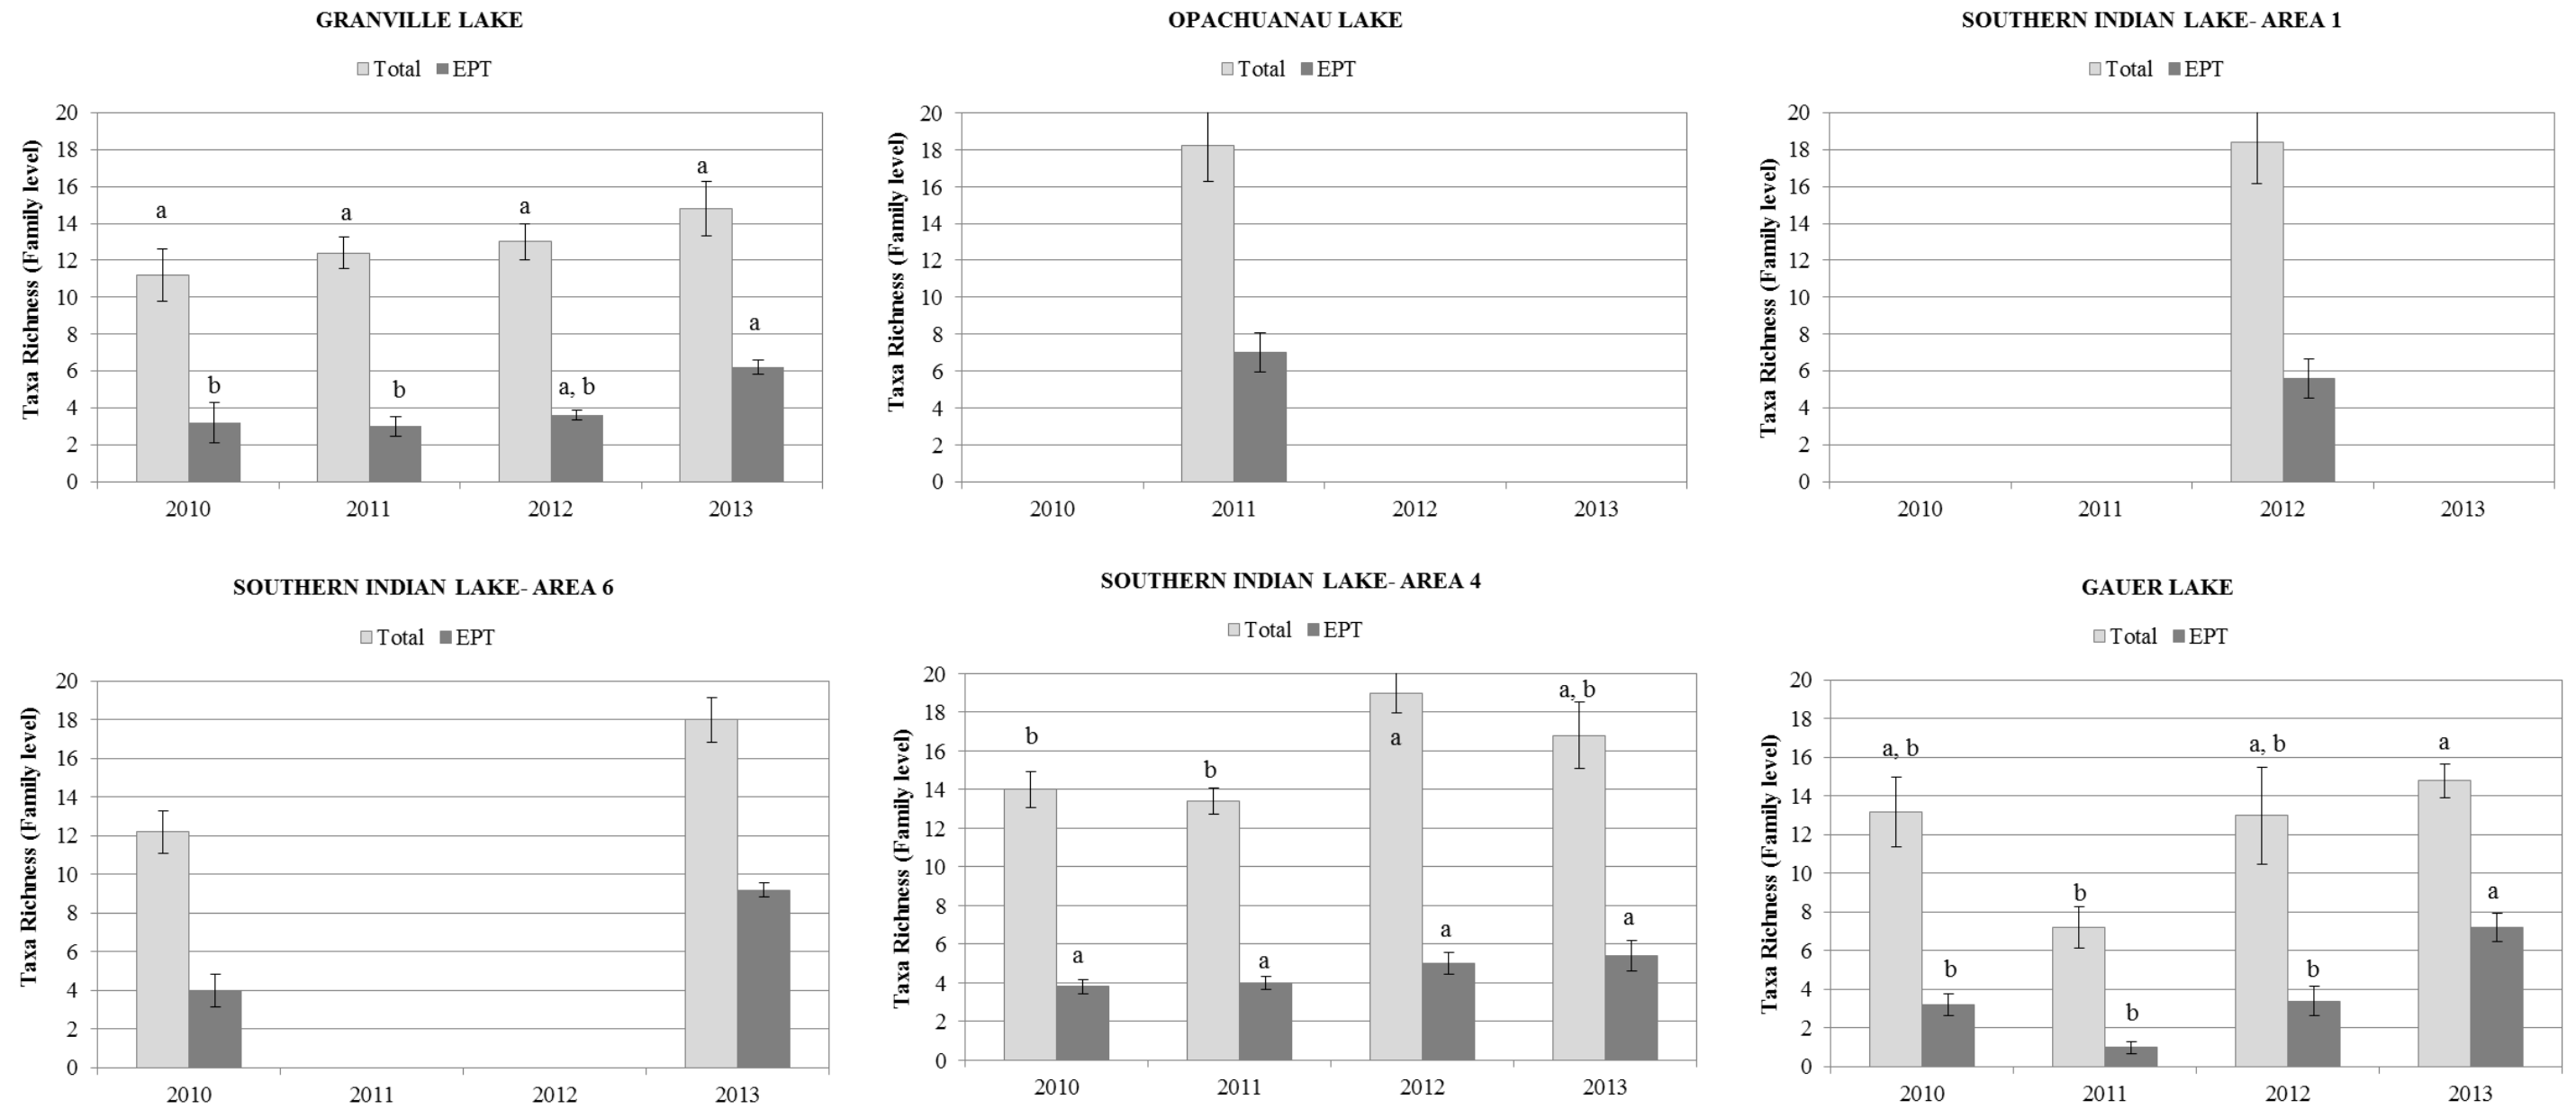 GRANVILLE LAKE
Total EPT
Taxa Richness (Family level)
20
18
16
14
12
10
8
6
4
2
0
a
b
a
b
a
a, b
a
a
2010 2011 2012 2013
OPACHUANAU LAKE
Total EPT
Taxa Richness (Family level)
20
18
16
14
12
10
8
6
4
2
0
2010 2011 2012 2013
SOUTHERN INDIAN LAKE- AREA 1
Total EPT
Taxa Richness (Family level)
20
18
16
14
12
10
8
6
4
2
0
2010 2011 2012 2013
SOUTHERN INDIAN LAKE- AREA 6
Total EPT
Taxa Richness (Family level)
20
18
16
14
12
10
8
6
4
2
0
2010 2011 2012 2013
SOUTHERN INDIAN LAKE- AREA 4
Total EPT
Taxa Richness (Family level)
20
18
16
14
12
10
8
6
4
2
0
b
a
b
a
a
a
a, b
a
2010 2011 2012 2013
GAUER LAKE
Total EPT
Taxa Richness (Family level)
20
18
16
14
12
10
8
6
4
2
0
a, b
b
b
b
a, b
b
a
a
2010 2011 2012 2013